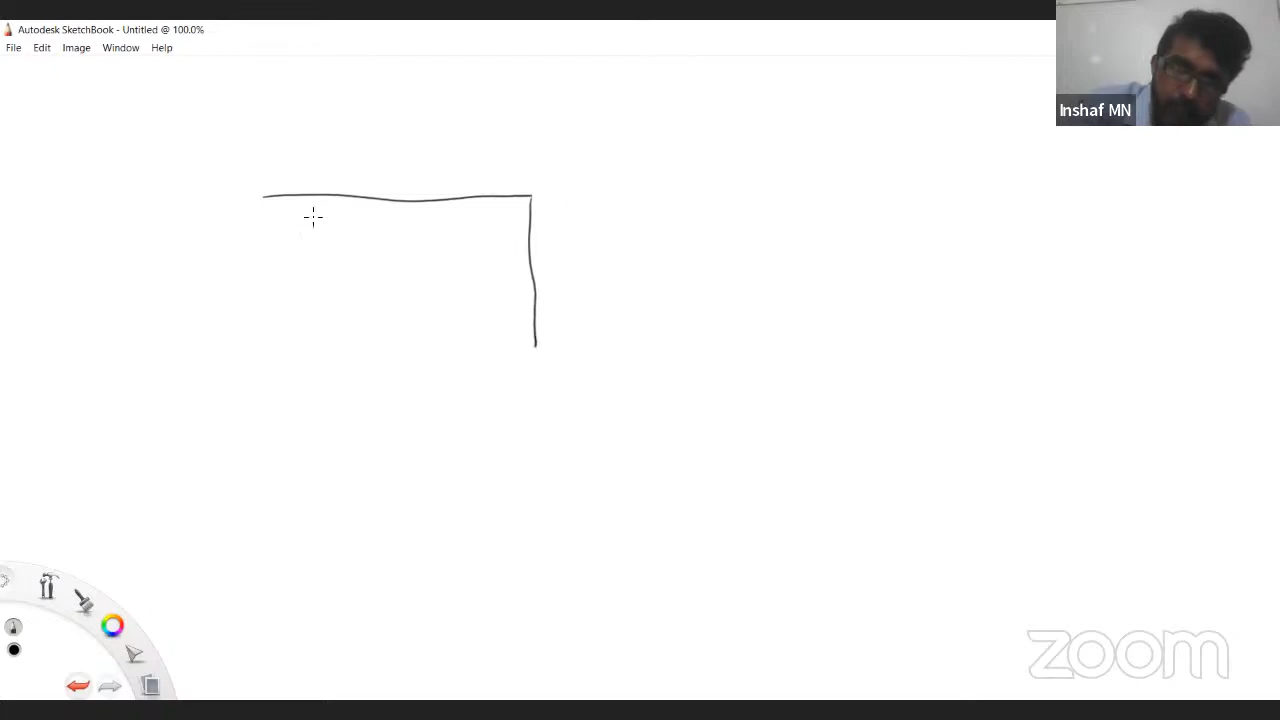 Autodesk SketchBook - Untitled @ 100.0%
File Edit Image Window Help
Inshaf MN
zoom